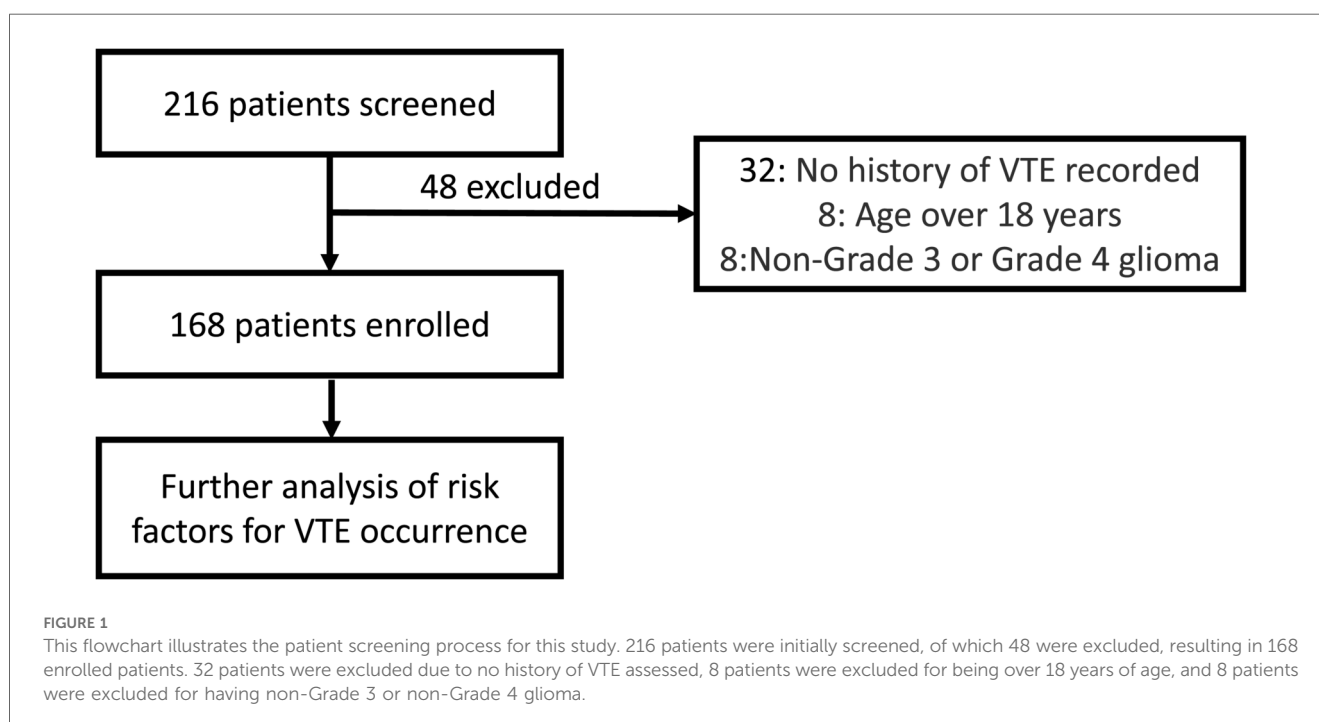 216 patients screened
48 excluded
32: No history of VTE recorded
8: Age over 18 years
8:Non-Grade 3 or Grade 4 glioma
168 patients enrolled
Further analysis of risk
factors for VTE occurrence
FIGURE 1
This flowchart illustrates the patient screening process for this study. 216 patients were initially screened, of which 48 were excluded, resulting in 168
enrolled patients. 32 patients were excluded due to no history of VTE assessed, 8 patients were excluded for being over 18 years of age, and 8 patients
were excluded for having non-Grade 3 or non-Grade 4 glioma.